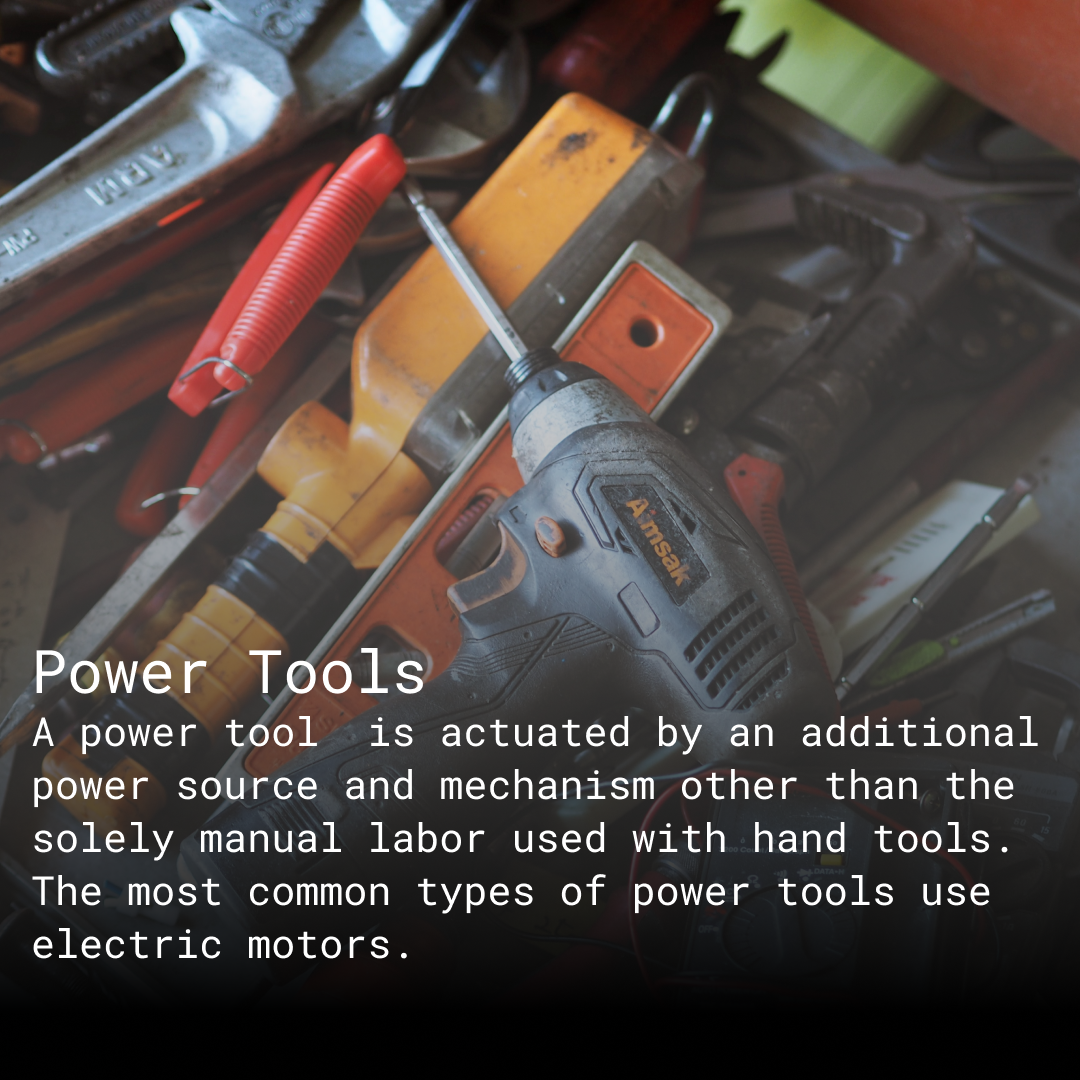 Aimsak
Power Tools
A power tool  is actuated by an additional
power source and mechanism other than the
solely manual labor used with hand tools.
The most common types of power tools use
electric motors.